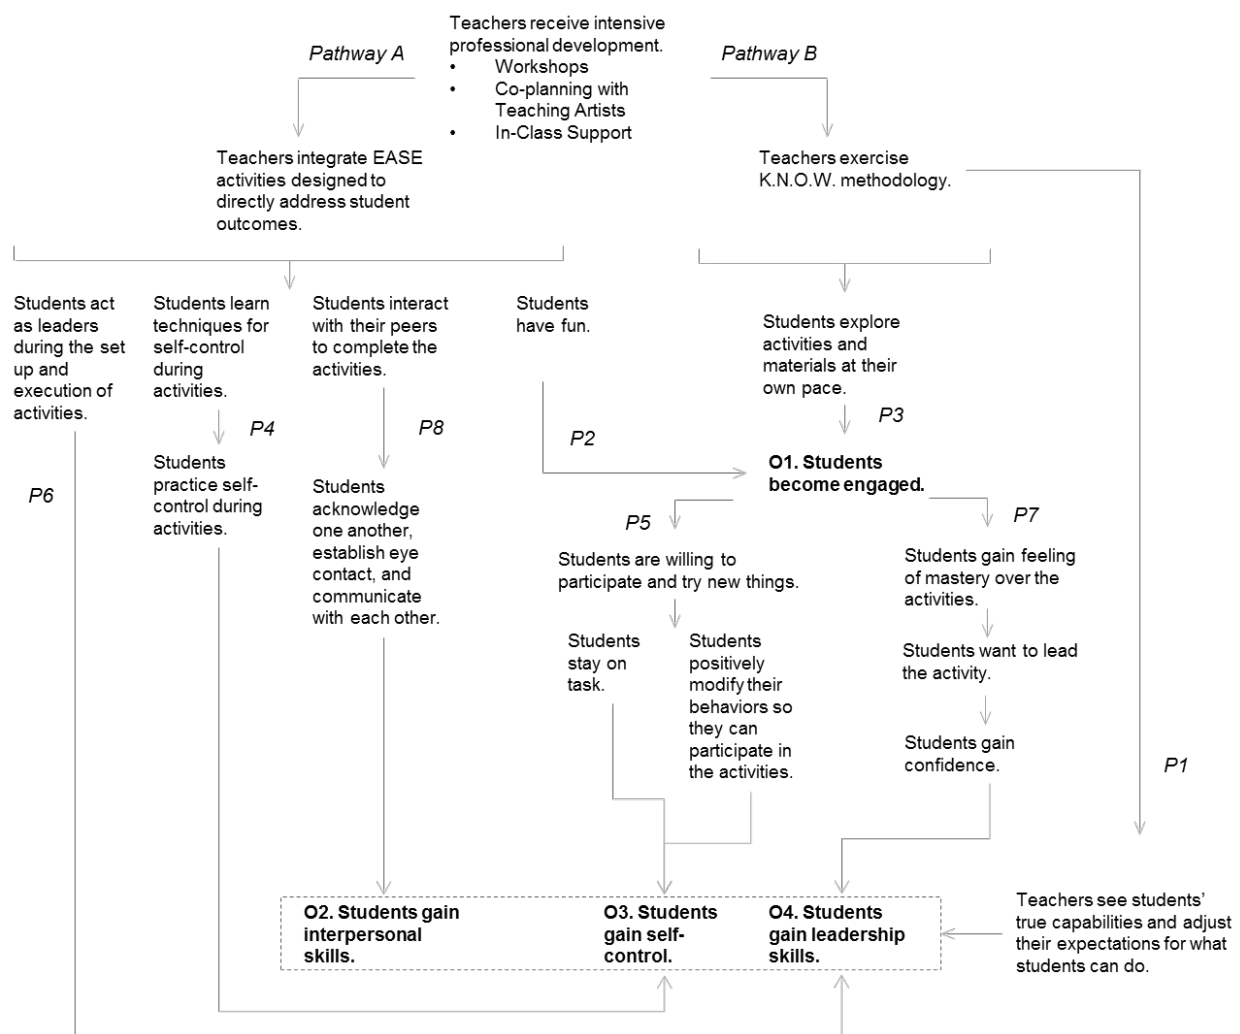 Teachers receive intensive
professional development.
• Workshops
• Co-planning with
Teaching Artists
• In-Class Support
Pathway A
Pathway B
Teachers integrate EASE
activities designed to
directly address student
outcomes.
Teachers exercise
K.N.O.W. methodology.
Students act
as leaders
during the set
up and
execution of
activities.
Students learn
techniques for
self-control
during
activities.
Students interact
with their peers
to complete the
activities.
Students
have fun.
Students explore
activities and
materials at their
own pace.
P4
P8
P2
P3
P6
Students
practice self-
control during
activities.
Students
acknowledge
one another,
establish eye
contact, and
communicate
with each other.
O1. Students
become engaged.
P5
P7
Students are willing to
participate and try new things.
Students gain feeling
of mastery over the
activities.
Students
stay on
task.
Students
positively
modify their
behaviors so
they can
participate in
the activities.
Students want to lead
the activity.
Students gain
confidence.
P1
O2. Students gain
interpersonal
skills.
O3. Students
gain self-
control.
O4. Students
gain leadership
skills.
Teachers see students’
true capabilities and adjust
their expectations for what
students can do.